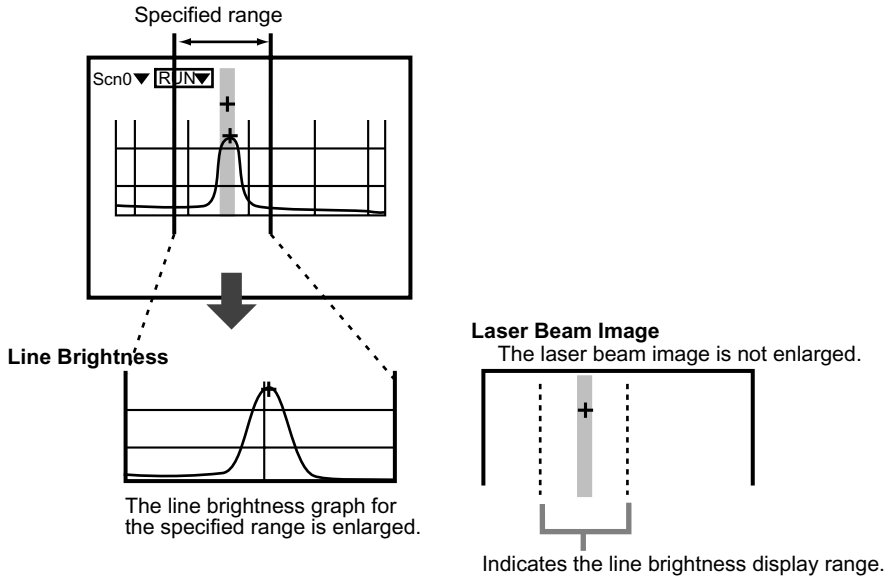 Specified range
Scn0▼ RUN▼
Line Brightness
The line brightness graph for
the specified range is enlarged.
Laser Beam Image
The laser beam image is not enlarged.
Indicates the line brightness display range.